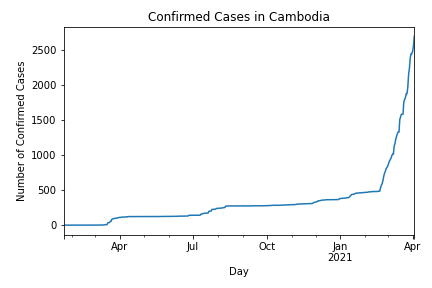 Confirmed Cases in Cambodia
Number of Confirmed Cases
2500
2000
1500
1000
500
0
Apr
Jul
Oct
Jan
2021
Apr
Day